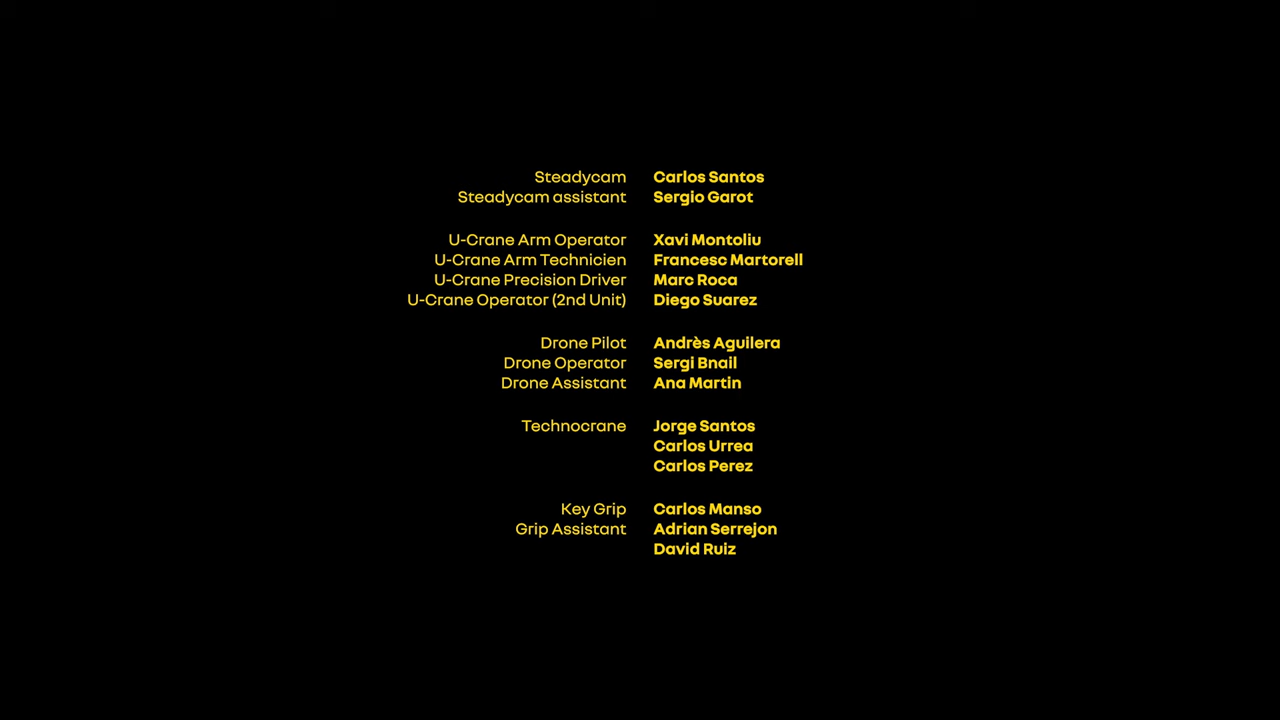 Steadycam Carlos Santos
Steadycam assistant Sergio Garot
U-Crane Arm Operator Xavi Montoliu
U-Crane Arm Technicien Francesc Martorell
U-Crane Precision Driver Marc Roca
U-Crane Operator (2nd Unit) Diego Suarez
Drone Pilot Andrès Aguilera
Drone Operator Sergi Bnail
Drone Assistant Ana Martin
Technocrane Jorge Santos
Carlos Urrea
Carlos Perez
Key Grip Carlos Manso
Grip Assistant Adrian Serrejon
David Ruiz